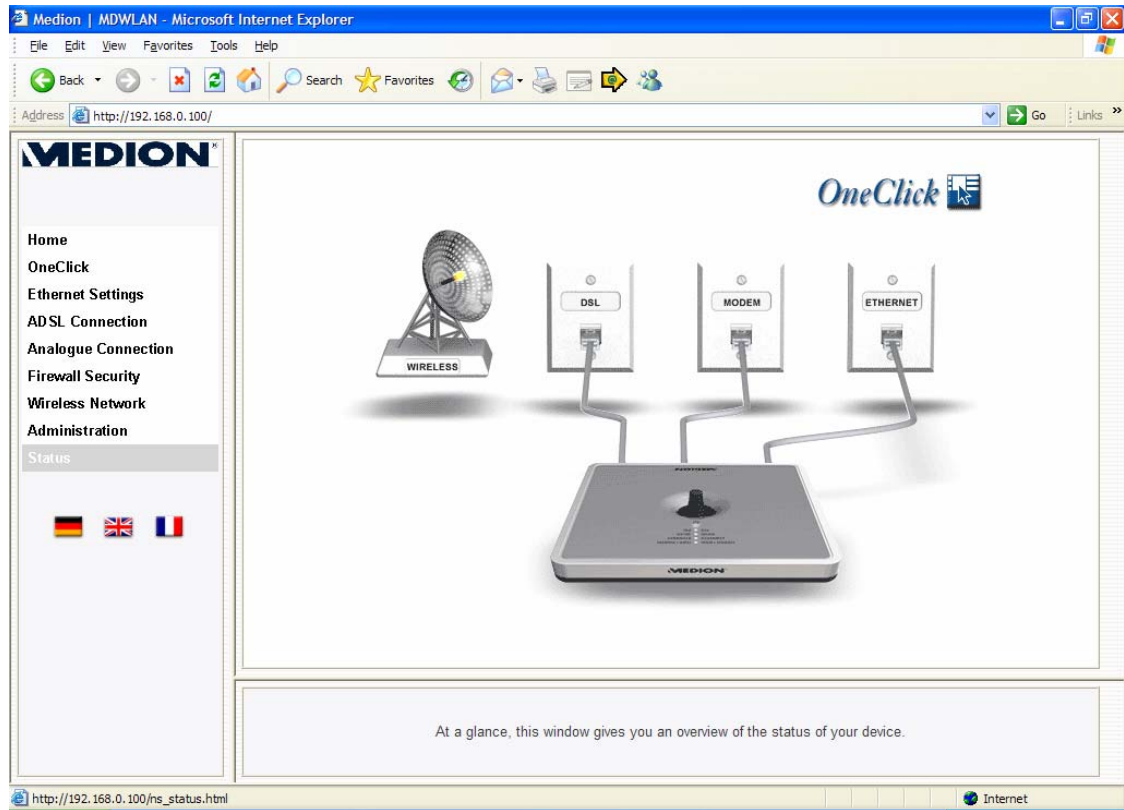 Medion | MDWLAN - Microsoft Internet Explorer
File Edit View Favorites Tools Help
Back Search Favorites
Address http://192.168.0.100/ Go Links »
MEDION®
OneClick
Home
OneClick
Ethernet Settings
ADSL Connection
Analogue Connection
Firewall Security
Wireless Network
Administration
Status
WIRELESS
DSL
MODEM
ETHERNET
MEDION
MEDION
At a glance, this window gives you an overview of the status of your device.
http://192.168.0.100/ns_status.html Internet